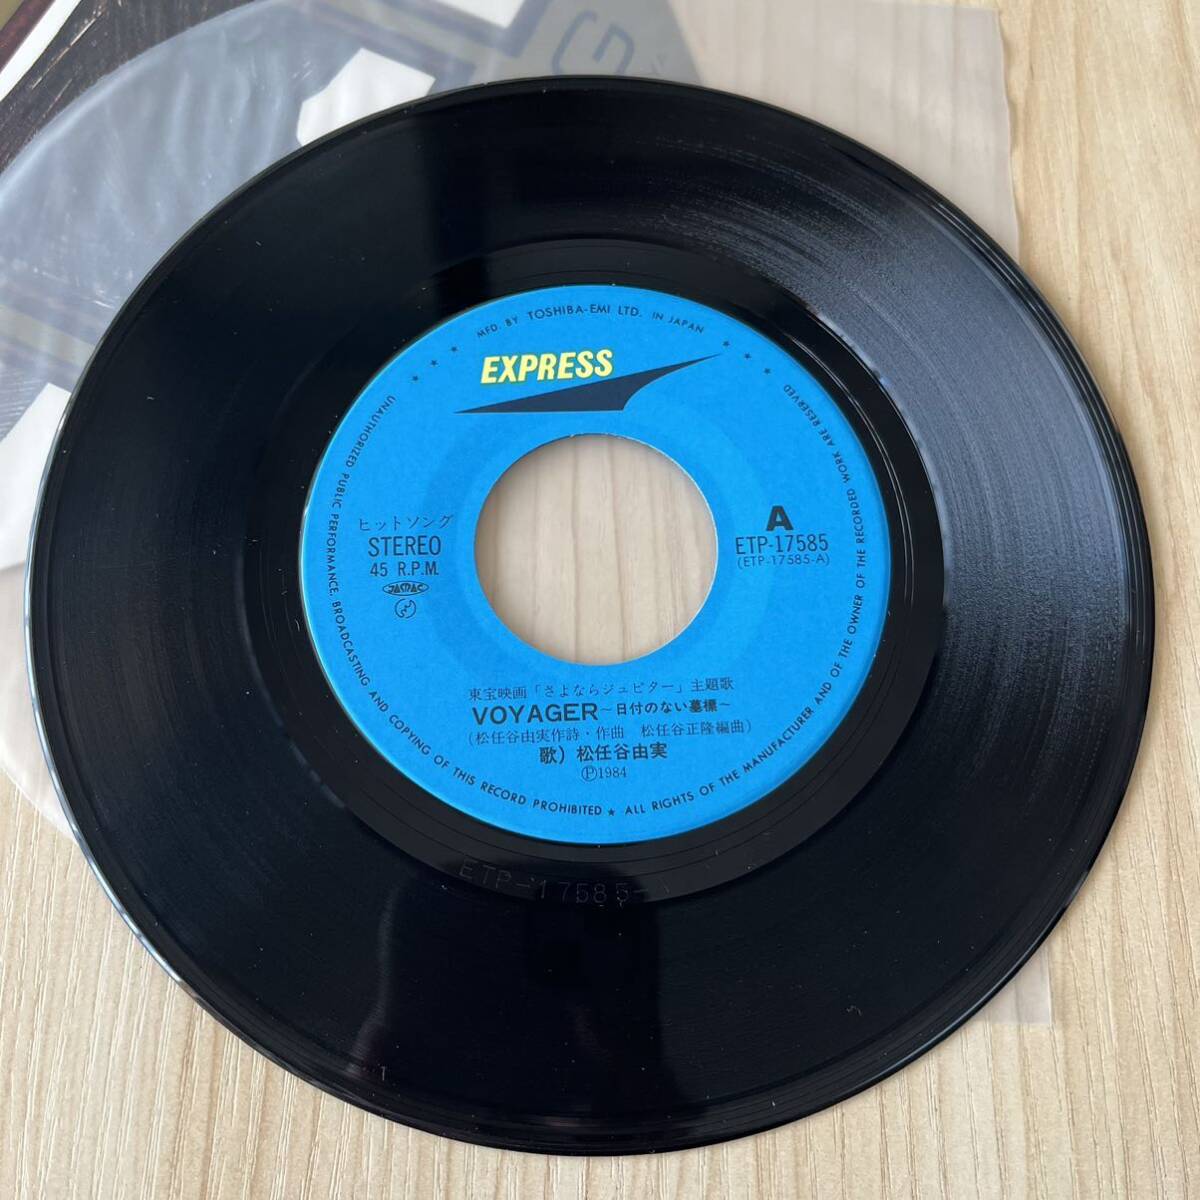 MFD. BY TOSHIBA-EMI LTD. IN JAPAN
EXPRESS
ヒットソング
STEREO
45 R.P.M.
JASRAC
A
ETP-17585
(ETP-17585-A)
東宝映画「さよならジュピター」主題歌
VOYAGER～日付のない墓標～
(松任谷由実作詩・作曲 松任谷正隆編曲)
歌) 松任谷由実
Ⓟ1984
UNAUTHORIZED PUBLIC PERFORMANCE, BROADCASTING AND COPYING OF THIS RECORD PROHIBITED ★ ALL RIGHTS OF THE MANUFACTURER AND OF THE OWNER OF THE RECORDED WORK ARE RESERVED
ETP-17585-